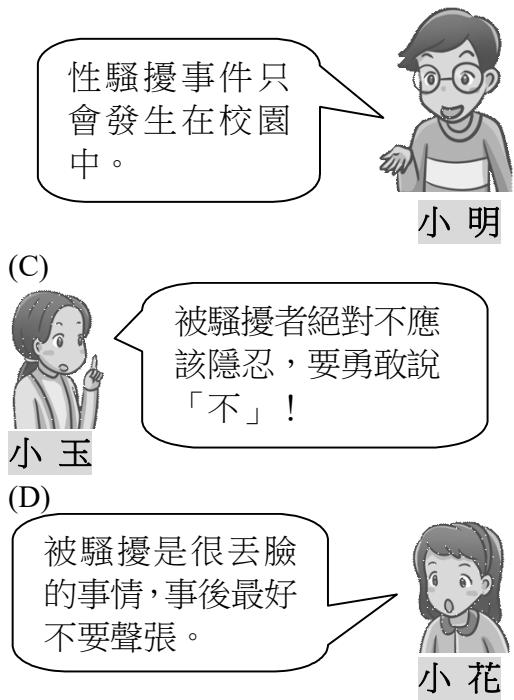 性騷擾事件只
會發生在校園
中。
小明
(C)
被騷擾者絕對不應
該隱忍，要勇敢說
「不」！
小玉
(D)
被騷擾是很丟臉
的事情，事後最好
不要聲張。
小花